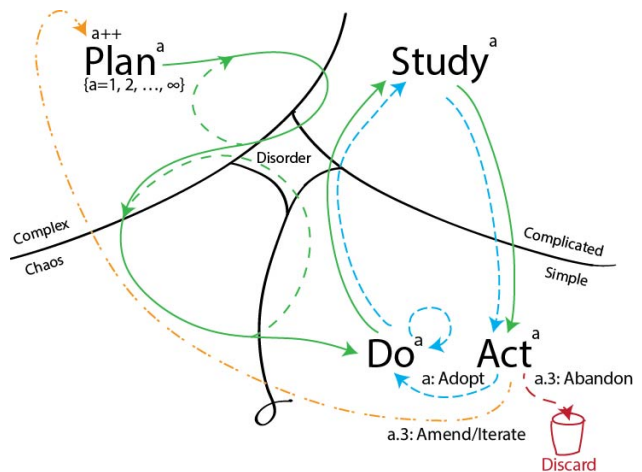 a++
Plan^a
{a=1, 2, …, ∞}
Study^a
Disorder
Complex
Chaos
Complicated
Simple
Do^a
Act^a
a: Adopt
a.3: Abandon
a.3: Amend/Iterate
Discard